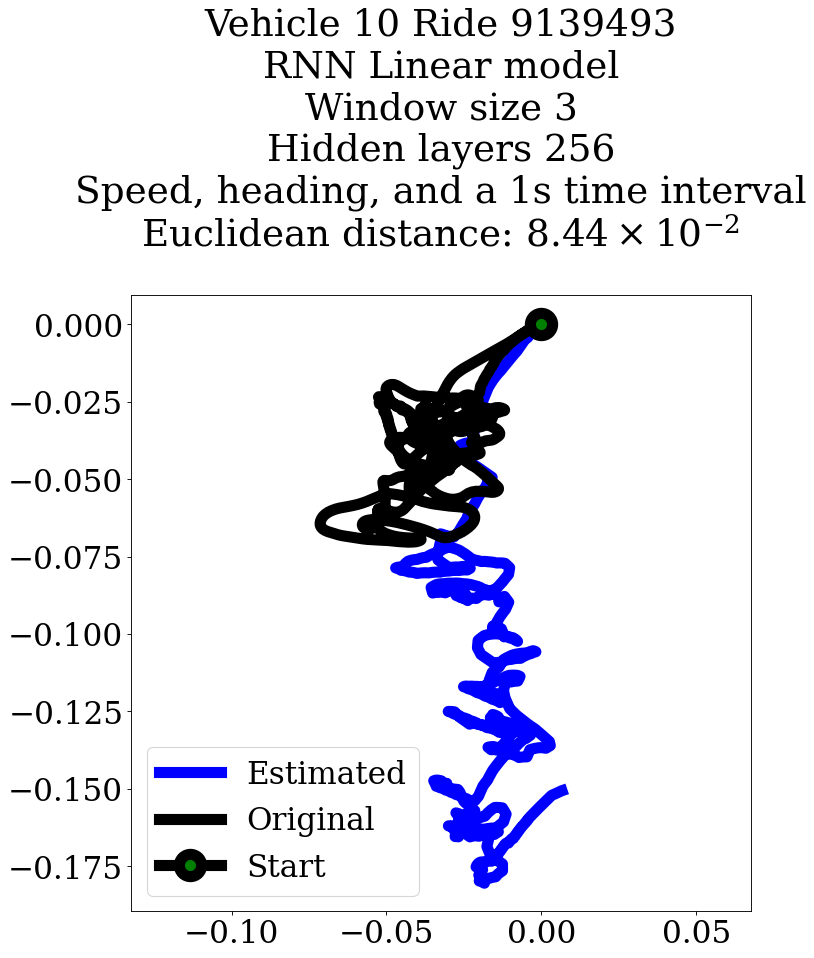 Vehicle 10 Ride 9139493
RNN Linear model
Window size 3
Hidden layers 256
Speed, heading, and a 1s time interval
Euclidean distance: 8.44 × 10⁻²
0.000
−0.025
−0.050
−0.075
−0.100
−0.125
−0.150
−0.175
Estimated
Original
Start
−0.10
−0.05
0.00
0.05